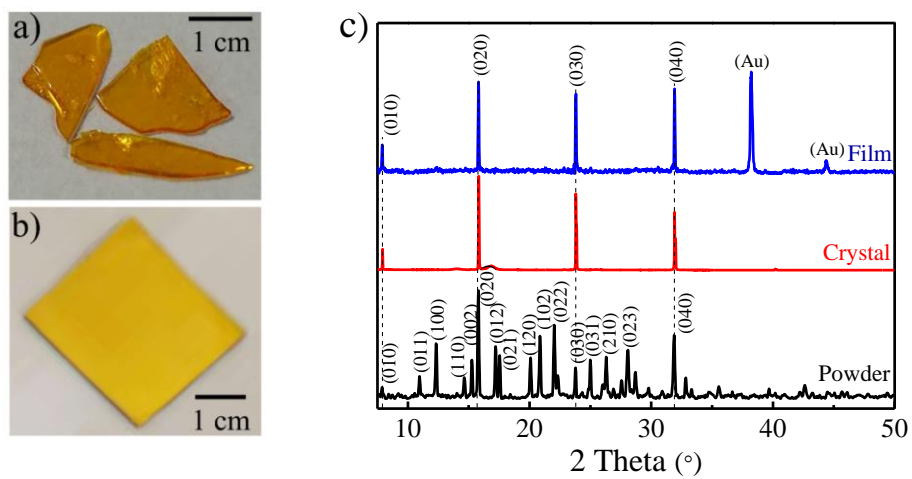 a)
1 cm
b)
1 cm
c)
(010)
(020)
(030)
(040)
(Au)
(Au)
Film
Crystal
(010)
(011)
(100)
(110)
(002)
(020)
(012)
(021)
(120)
(102)
(022)
(030)
(031)
(210)
(023)
(040)
Powder
10
20
30
40
50
2 Theta (°)